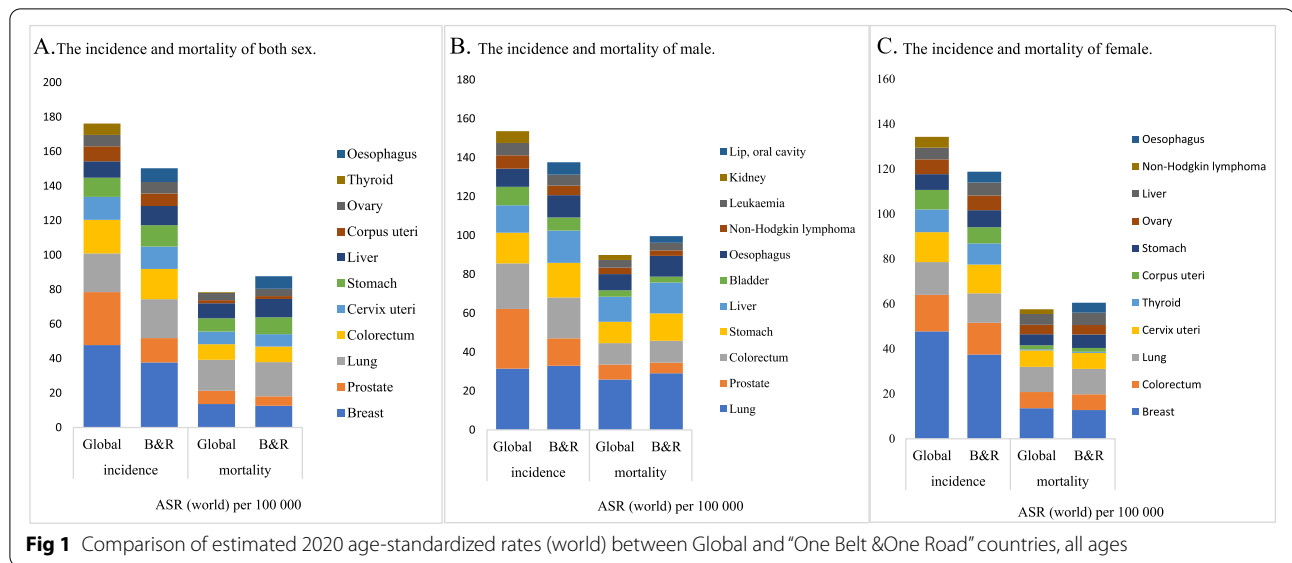 A.The incidence and mortality of both sex.
200
180
160
140
120
100
80
60
40
20
0
Oesophagus
Thyroid
Ovary
Corpus uteri
Liver
Stomach
Cervix uteri
Colorectum
Lung
Prostate
Breast
Global B&R Global B&R
incidence mortality
ASR (world) per 100 000
B. The incidence and mortality of male.
180
160
140
120
100
80
60
40
20
0
Lip, oral cavity
Kidney
Leukaemia
Non-Hodgkin lymphoma
Oesophagus
Bladder
Liver
Stomach
Colorectum
Prostate
Lung
Global B&R Global B&R
incidence mortality
ASR (world) per 100 000
C. The incidence and mortality of female.
160
140
120
100
80
60
40
20
0
Oesophagus
Non-Hodgkin lymphoma
Liver
Ovary
Stomach
Corpus uteri
Thyroid
Cervix uteri
Lung
Colorectum
Breast
Global B&R Global B&R
incidence mortality
ASR (world) per 100 000
Fig 1 Comparison of estimated 2020 age-standardized rates (world) between Global and “One Belt &One Road” countries, all ages